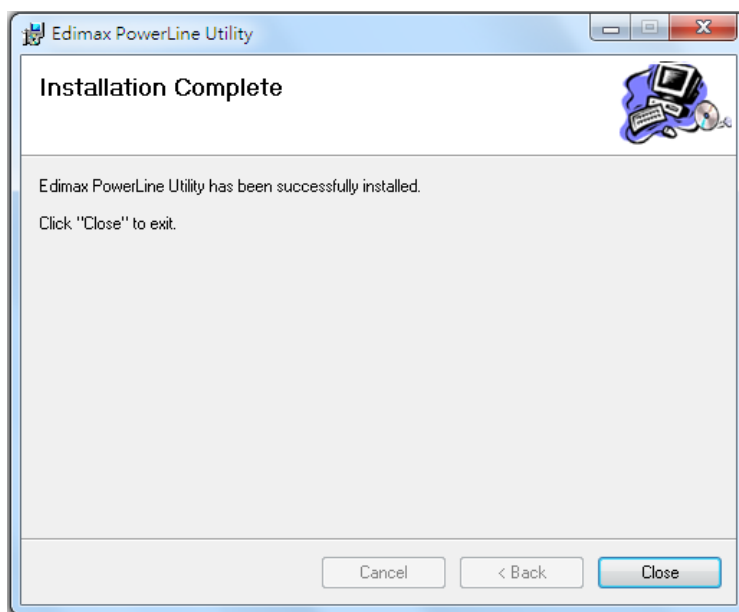 Edimax PowerLine Utility
Installation Complete
Edimax PowerLine Utility has been successfully installed.
Click "Close" to exit.
Cancel
< Back
Close